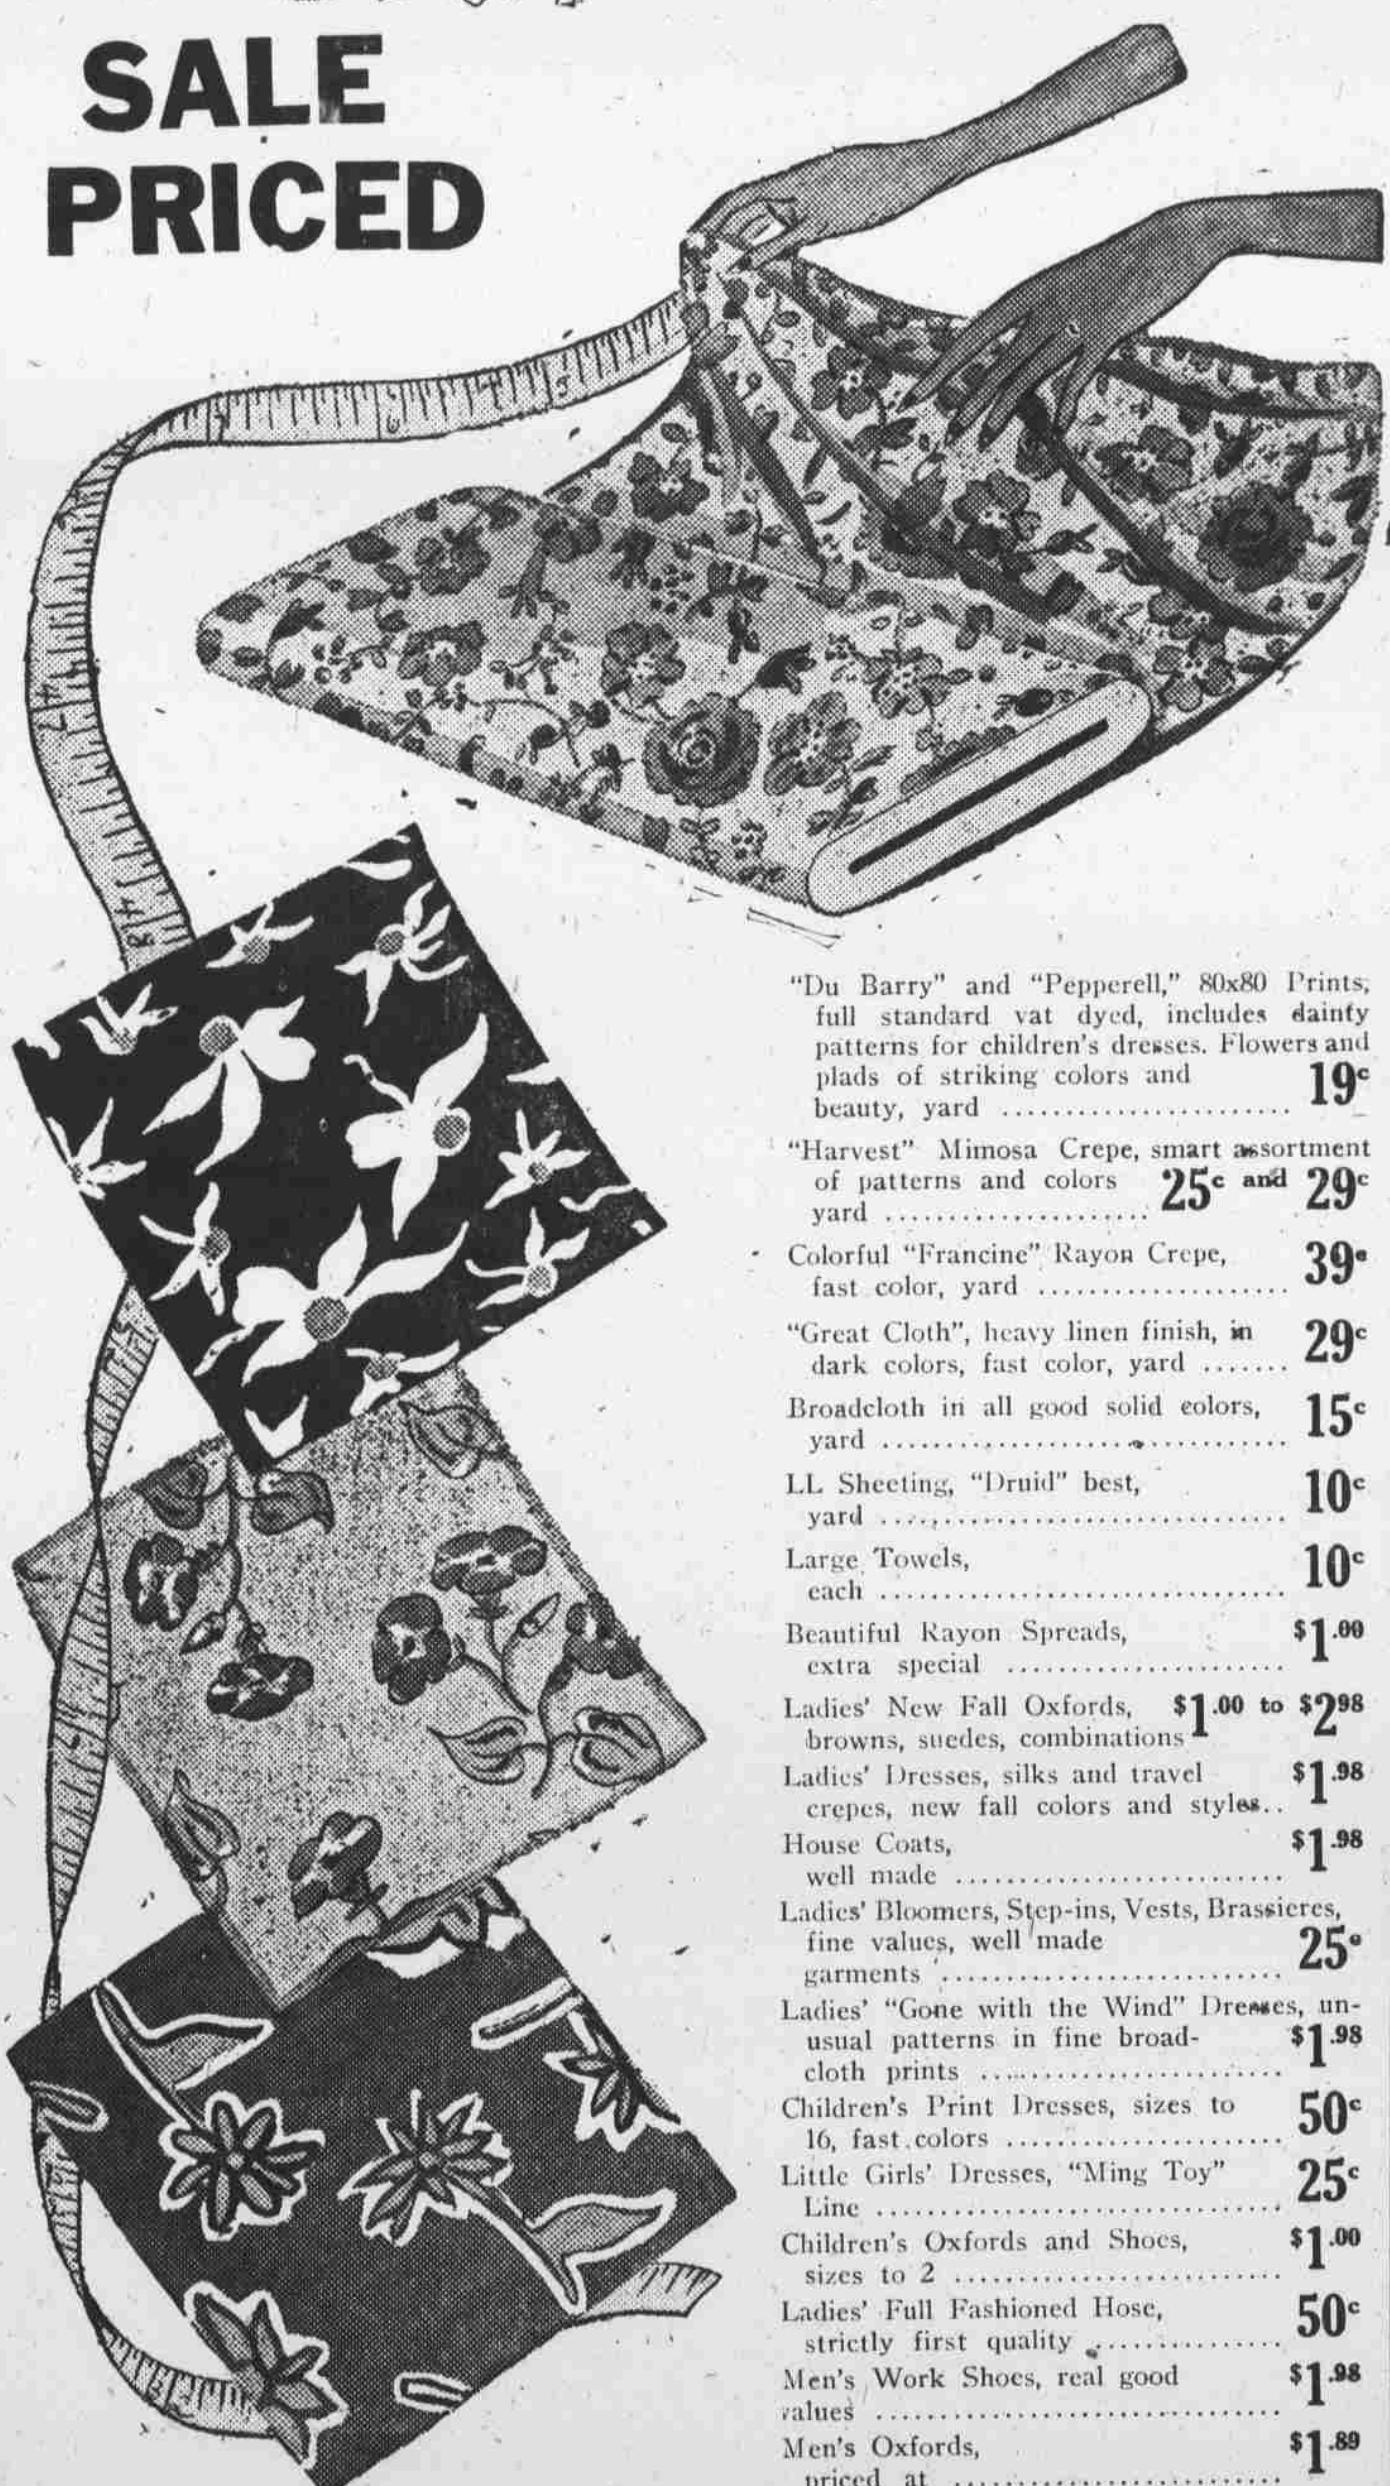 SALE
PRICED
"Du Barry" and "Pepperell," 80x80 Prints,
full standard vat dyed, includes dainty
patterns for children's dresses. Flowers and
plads of striking colors and
beauty, yard ........................ 19c
"Harvest" Mimosa Crepe, smart assortment
of patterns and colors 25c and 29c
yard .....................
Colorful "Francine" Rayon Crepe, 39c
fast color, yard ....................
"Great Cloth", heavy linen finish, in 29c
dark colors, fast color, yard .......
Broadcloth in all good solid colors, 15c
yard ................................
LL Sheeting, "Druid" best, 10c
yard ................................
Large Towels, 10c
each ................................
Beautiful Rayon Spreads, $1.00
extra special ......................
Ladies' New Fall Oxfords, $1.00 to $2.98
browns, suedes, combinations
Ladies' Dresses, silks and travel $1.98
crepes, new fall colors and styles..
House Coats, $1.98
well made ..........................
Ladies' Bloomers, Step-ins, Vests, Brassieres,
fine values, well made 25c
garments ...........................
Ladies' "Gone with the Wind" Dresses, un-
usual patterns in fine broad- $1.98
cloth prints ........................
Children's Print Dresses, sizes to 50c
16, fast colors ......................
Little Girls' Dresses, "Ming Toy" 25c
Line ................................
Children's Oxfords and Shoes, $1.00
sizes to 2 ..........................
Ladies' Full Fashioned Hose, 50c
strictly first quality ...............
Men's Work Shoes, real good $1.98
values ................................
Men's Oxfords, $1.89
priced at ..........................